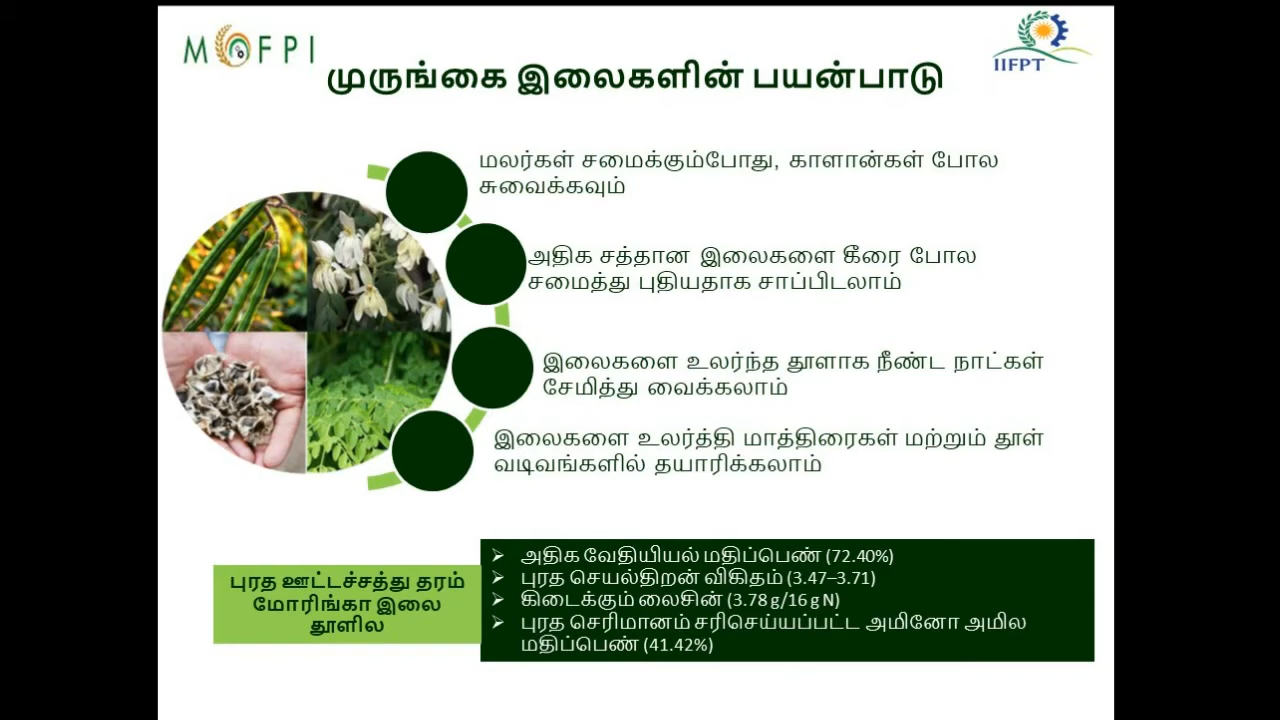 MOFPI
IIFPT
முருங்கை இலைகளின் பயன்பாடு
மலர்கள் சமைக்கும்போது, காளான்கள் போல
சுவைக்கவும்
அதிக சத்தான இலைகளை கீரை போல
சமைத்து புதியதாக சாப்பிடலாம்
இலைகளை உலர்ந்த தூளாக நீண்ட நாட்கள்
சேமித்து வைக்கலாம்
இலைகளை உலர்த்தி மாத்திரைகள் மற்றும் தூள்
வடிவங்களில் தயாரிக்கலாம்
புரத ஊட்டச்சத்து தரம்
மோரிங்கா இலை
தூளில
➢ அதிக வேதியியல் மதிப்பெண் (72.40%)
➢ புரத செயல்திறன் விகிதம் (3.47–3.71)
➢ கிடைக்கும் லைசின் (3.78 g/16 g N)
➢ புரத செரிமானம் சரிசெய்யப்பட்ட அமினோ அமில
மதிப்பெண் (41.42%)